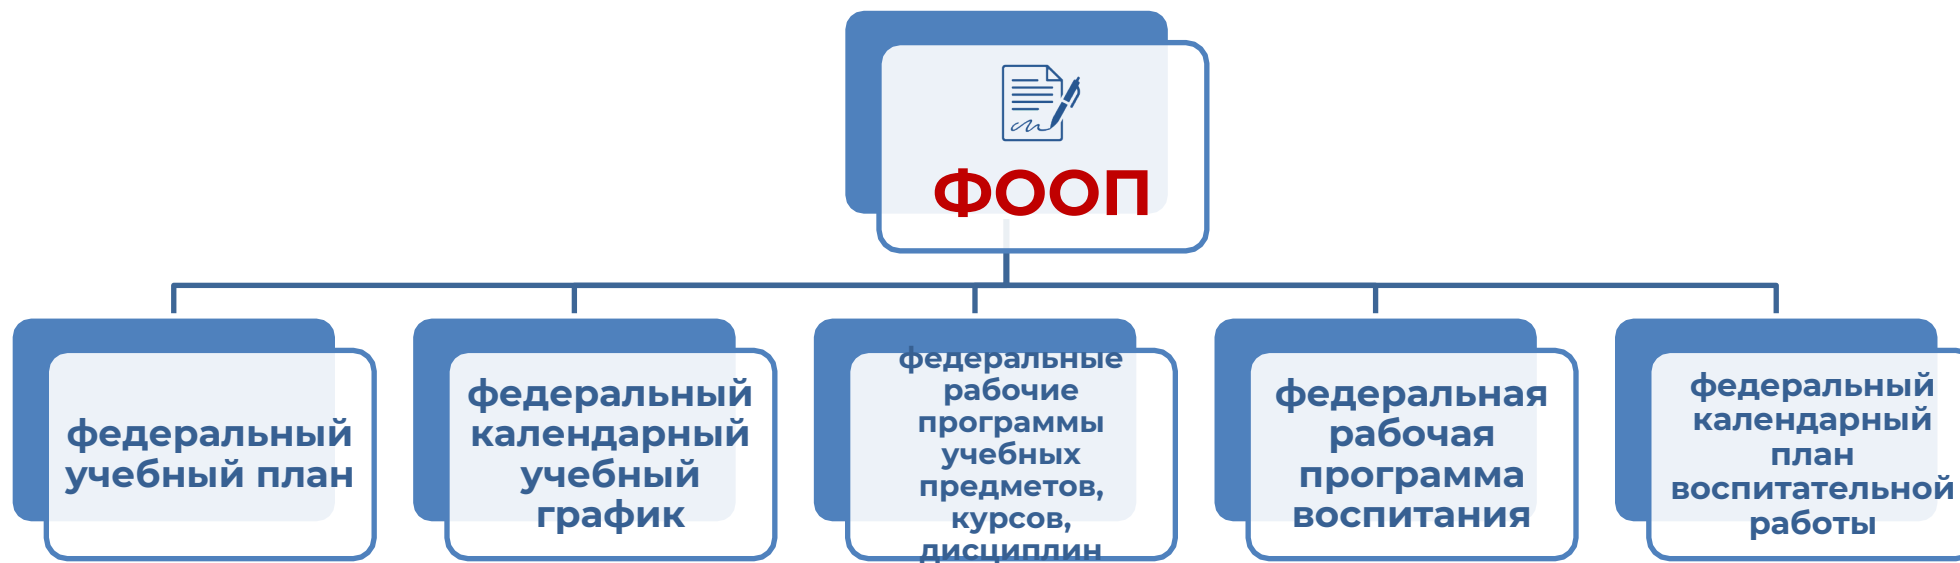 ФООП
федеральный
учебный план
федеральный
календарный
учебный
график
федеральные
рабочие
программы
учебных
предметов,
курсов,
дисциплин
федеральная
рабочая
программа
воспитания
федеральный
календарный
план
воспитательной
работы